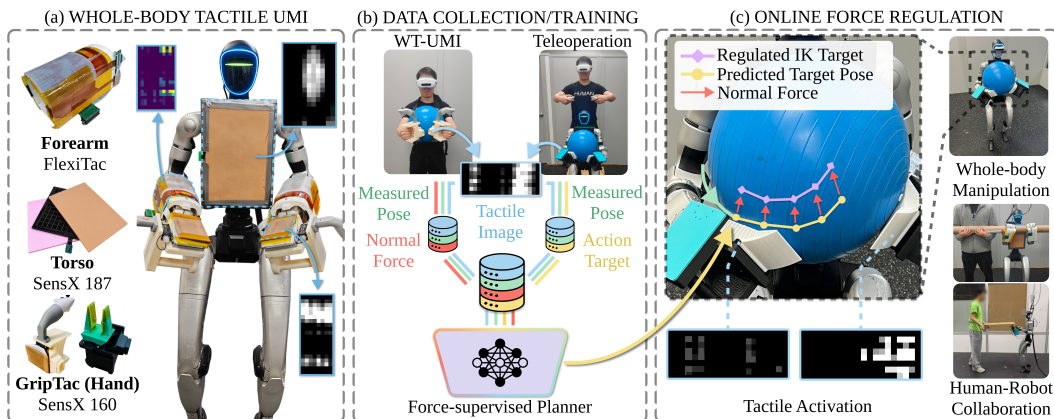 (a) WHOLE-BODY TACTILE UMI
(b) DATA COLLECTION/TRAINING
(c) ONLINE FORCE REGULATION
Forearm
FlexiTac
Torso
SensX 187
GripTac (Hand)
SensX 160
WT-UMI
Teleoperation
HUMAN
Measured
Pose
Normal
Force
Tactile
Image
Measured
Pose
Action
Target
Force-supervised Planner
Regulated IK Target
Predicted Target Pose
Normal Force
Tactile Activation
Whole-body
Manipulation
Human-Robot
Collaboration